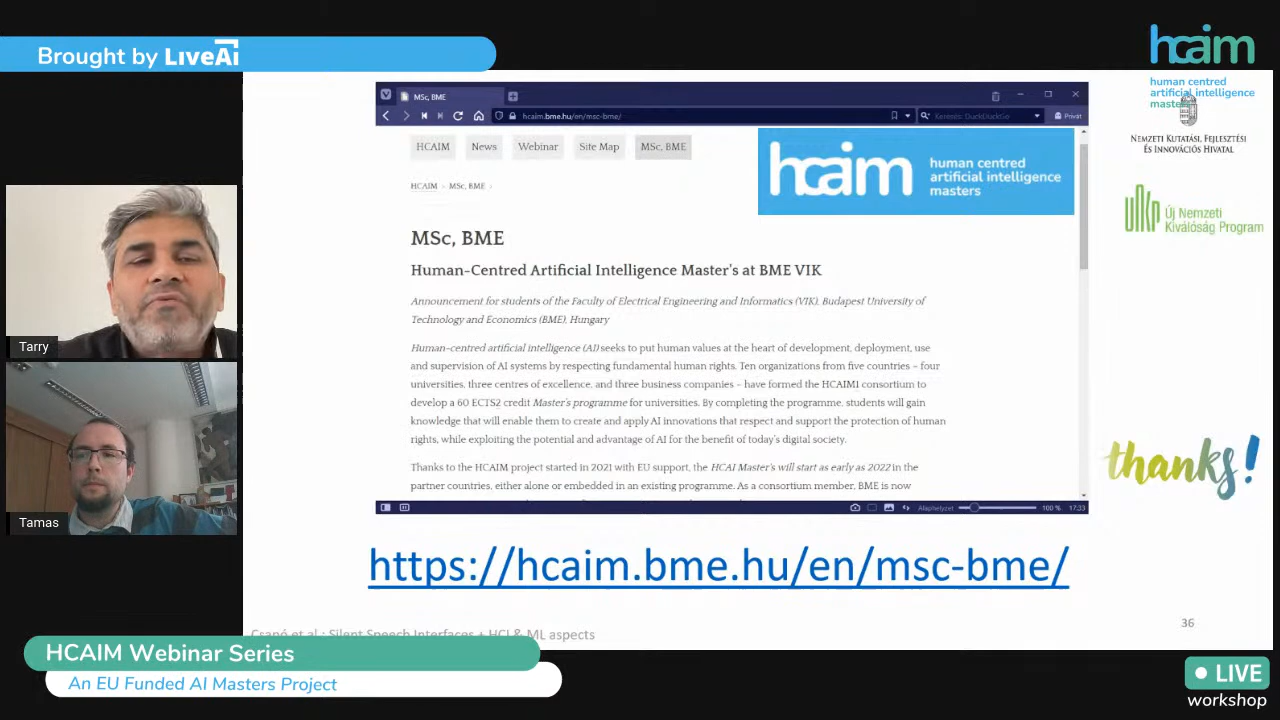 Brought by LiveAi
hcaim
human centred
artificial intelligence
masters
NEMZETI KUTATÁSI, FEJLESZTÉSI
ÉS INNOVÁCIÓS HIVATAL
Új Nemzeti
Kiválóság Program
MSc, BME
hcaim.bme.hu/en/msc-bme/
Keresés: DuckDuckGo
Privát
HCAIM
News
Webinar
Site Map
MSc, BME
hcaim
human centred
artificial intelligence
masters
HCAIM > MSc, BME >
MSc, BME
Human-Centred Artificial Intelligence Master's at BME VIK
Announcement for students of the Faculty of Electrical Engineering and Informatics (VIK), Budapest University of
Technology and Economics (BME), Hungary
Human-centred artificial intelligence (AI) seeks to put human values at the heart of development, deployment, use
and supervision of AI systems by respecting fundamental human rights. Ten organizations from five countries – four
universities, three centres of excellence, and three business companies – have formed the HCAIM1 consortium to
develop a 60 ECTS2 credit Master's programme for universities. By completing the programme, students will gain
knowledge that will enable them to create and apply AI innovations that respect and support the protection of human
rights, while exploiting the potential and advantage of AI for the benefit of today's digital society.
Thanks to the HCAIM project started in 2021 with EU support, the HCAI Master's will start as early as 2022 in the
partner countries, either alone or embedded in an existing programme. As a consortium member, BME is now
Alaphelyzet
100 %
17:33
thanks!
Tarry
Tamas
https://hcaim.bme.hu/en/msc-bme/
Csapó et al.: Silent Speech Interfaces + HCI & ML aspects
36
HCAIM Webinar Series
An EU Funded AI Masters Project
LIVE
workshop